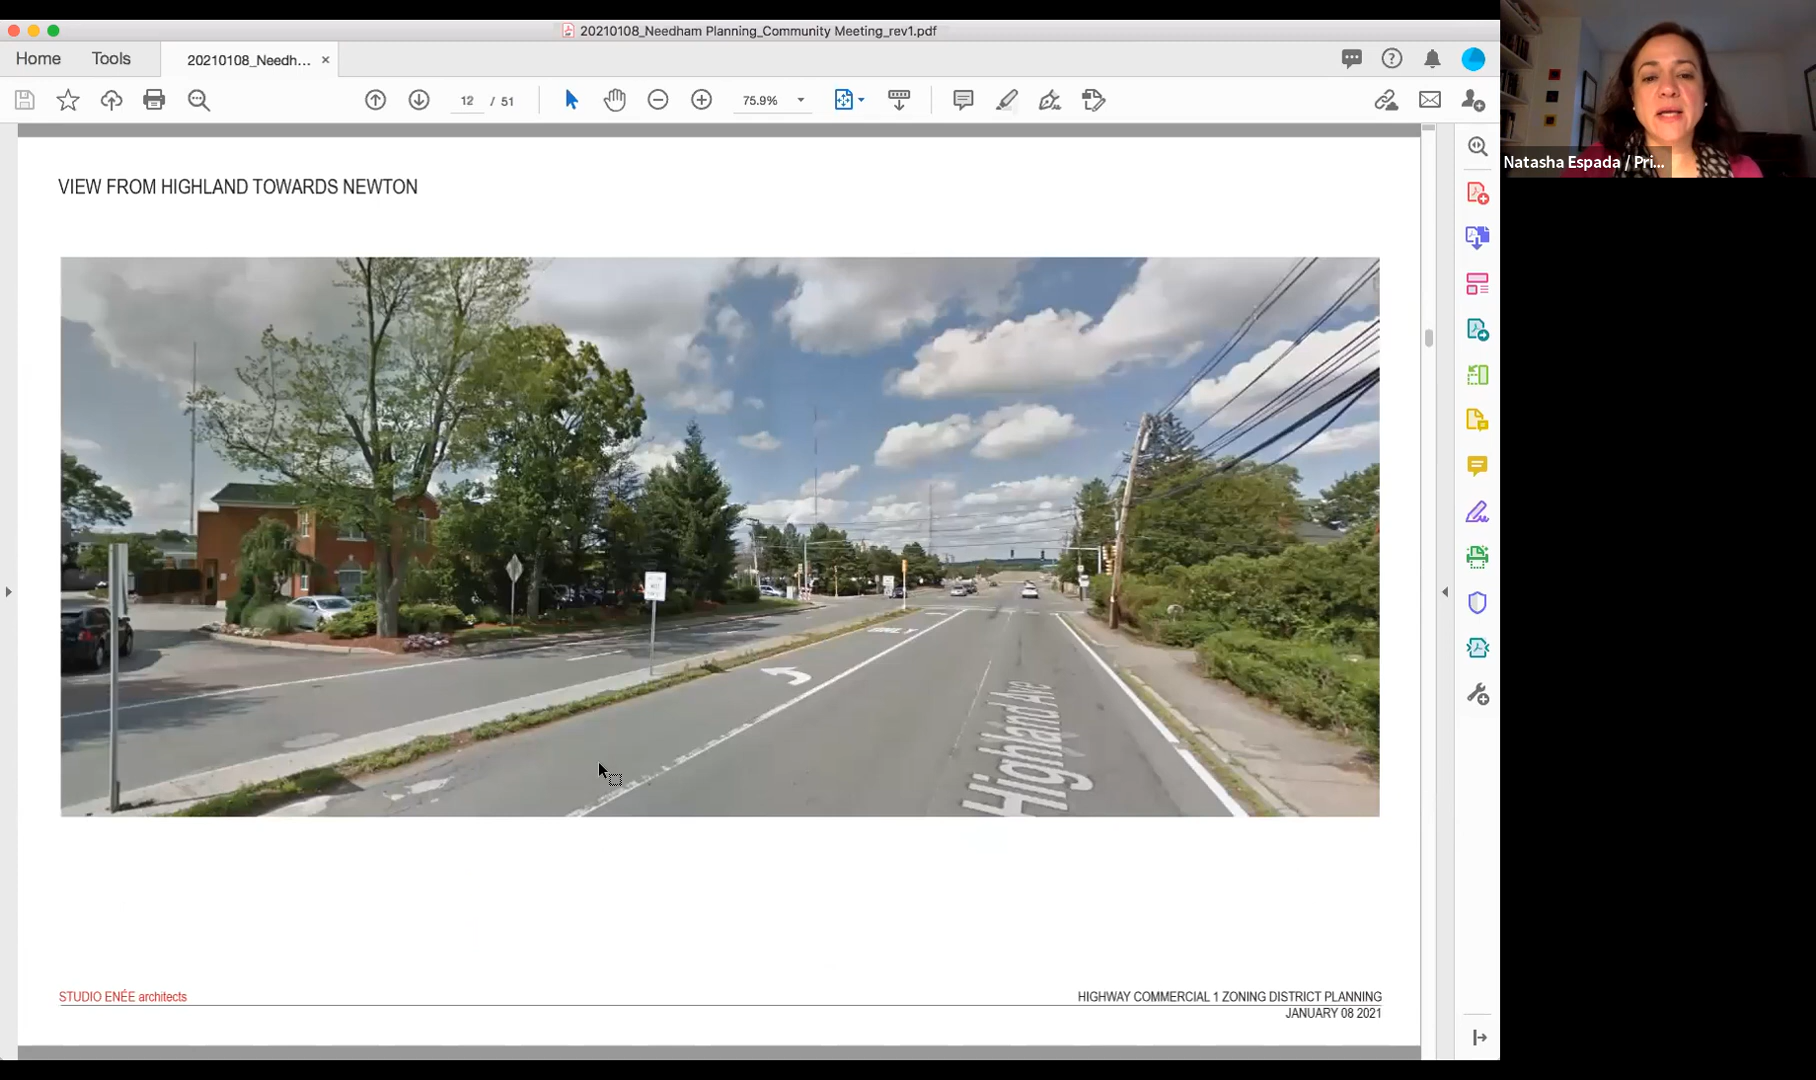 20210108_Needham Planning_Community Meeting_rev1.pdf
Home
Tools
20210108_Needh... ×
12 / 51
75.9%
Natasha Espada / Pri...
VIEW FROM HIGHLAND TOWARDS NEWTON
ONLY
Highland Ave
STUDIO ENÉE architects
HIGHWAY COMMERCIAL 1 ZONING DISTRICT PLANNING
JANUARY 08 2021